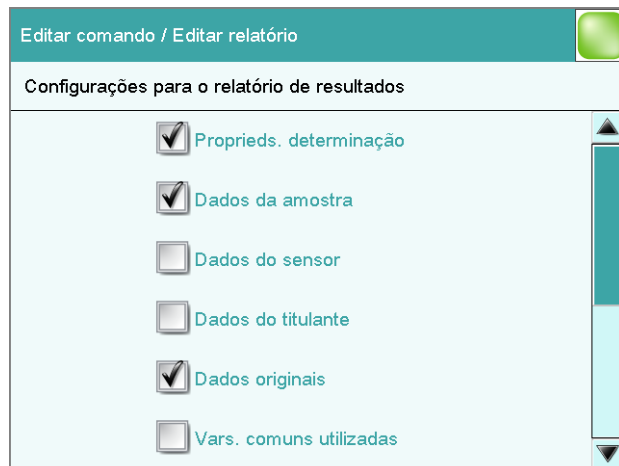 Editar comando / Editar relatório
Configurações para o relatório de resultados
Proprieds. determinação
Dados da amostra
Dados do sensor
Dados do titulante
Dados originais
Vars. comuns utilizadas